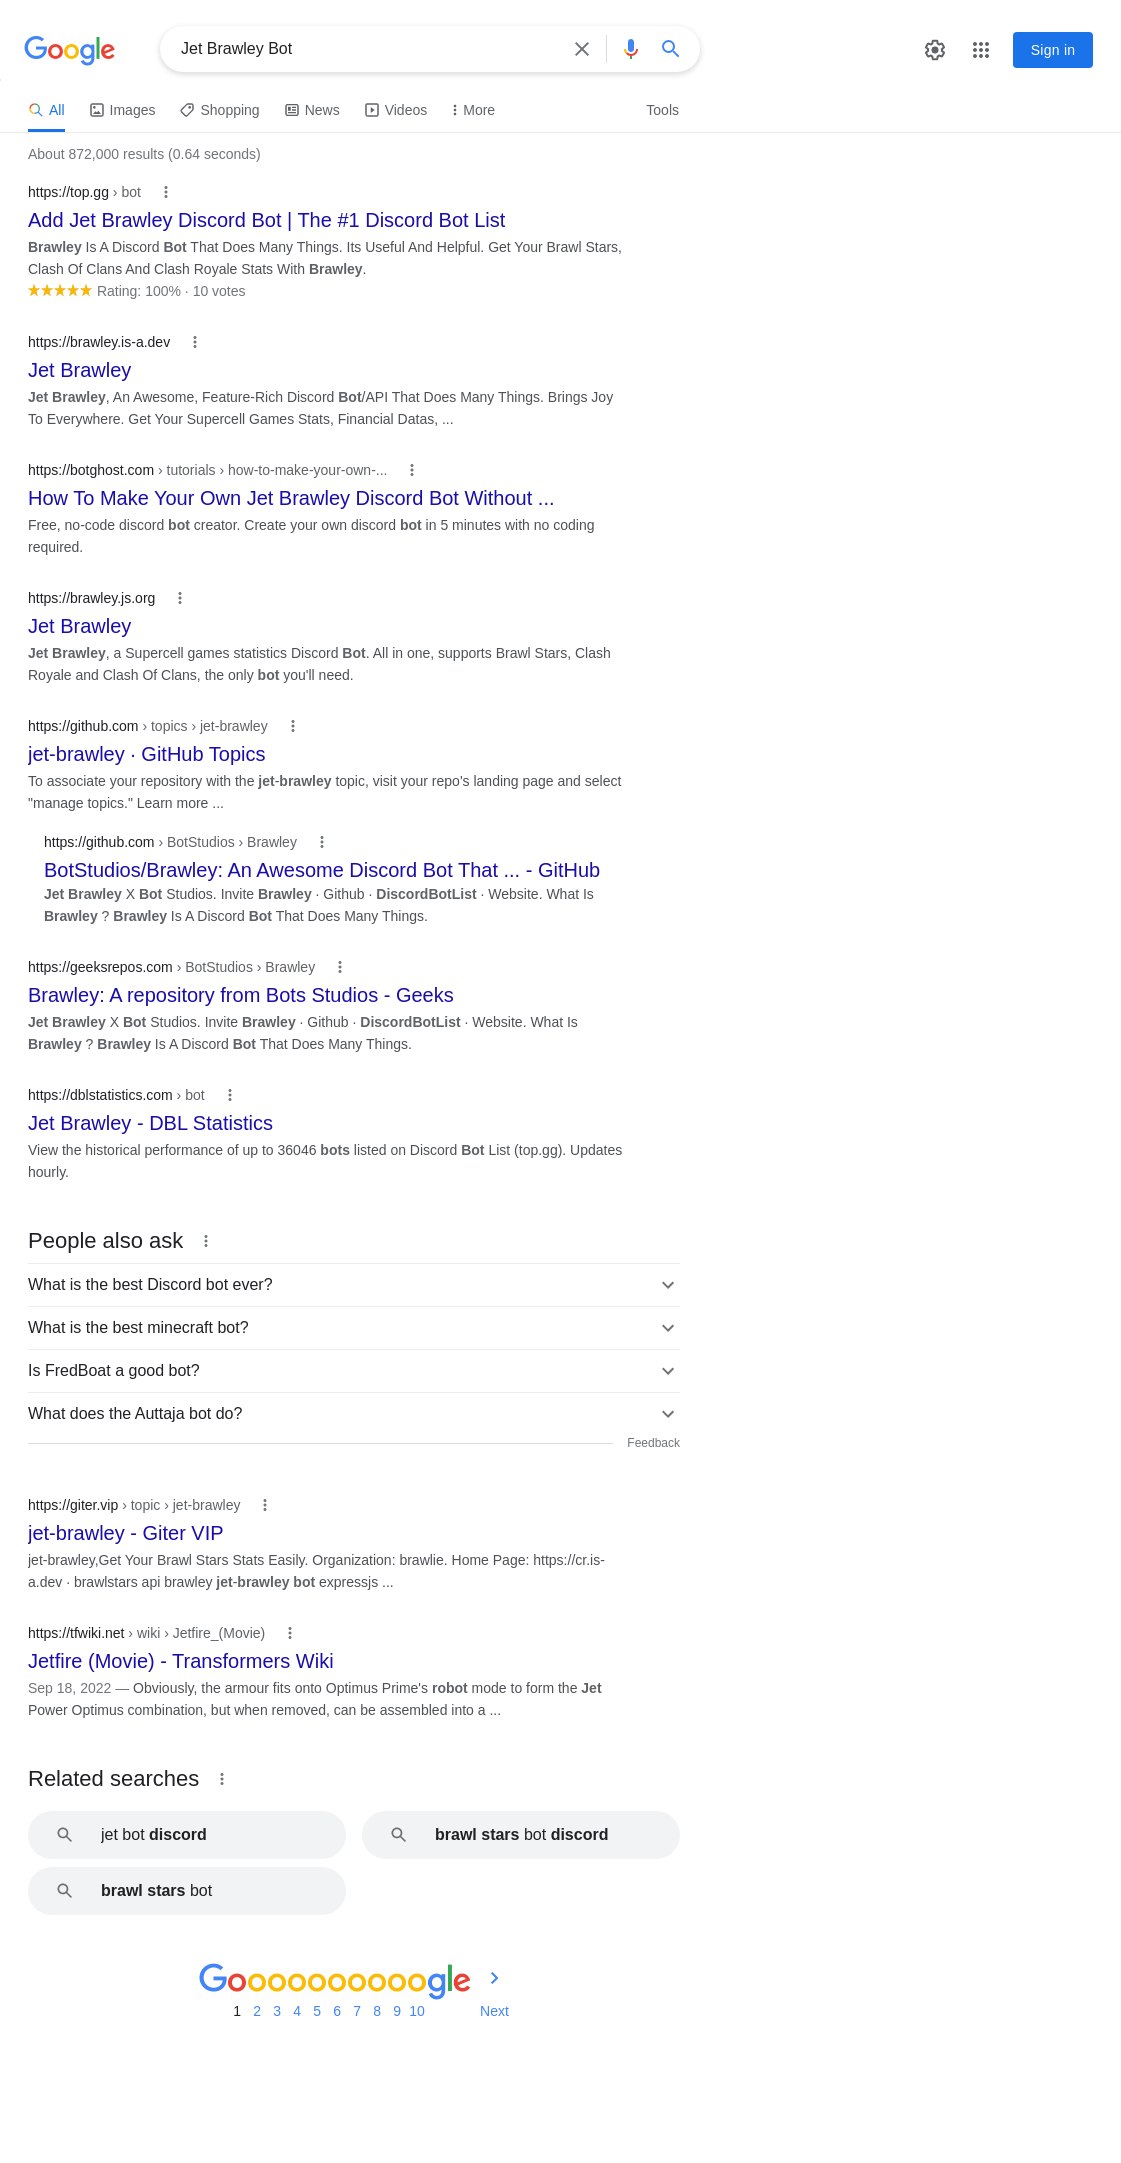 Google
Jet Brawley Bot
Sign in
All Images Shopping News Videos More Tools
About 872,000 results (0.64 seconds)
https://top.gg › bot
Add Jet Brawley Discord Bot | The #1 Discord Bot List
Brawley Is A Discord Bot That Does Many Things. Its Useful And Helpful. Get Your Brawl Stars,
Clash Of Clans And Clash Royale Stats With Brawley.
Rating: 100% · 10 votes
https://brawley.is-a.dev
Jet Brawley
Jet Brawley, An Awesome, Feature-Rich Discord Bot/API That Does Many Things. Brings Joy
To Everywhere. Get Your Supercell Games Stats, Financial Datas, ...
https://botghost.com › tutorials › how-to-make-your-own-...
How To Make Your Own Jet Brawley Discord Bot Without ...
Free, no-code discord bot creator. Create your own discord bot in 5 minutes with no coding
required.
https://brawley.js.org
Jet Brawley
Jet Brawley, a Supercell games statistics Discord Bot. All in one, supports Brawl Stars, Clash
Royale and Clash Of Clans, the only bot you'll need.
https://github.com › topics › jet-brawley
jet-brawley · GitHub Topics
To associate your repository with the jet-brawley topic, visit your repo's landing page and select
"manage topics." Learn more ...
https://github.com › BotStudios › Brawley
BotStudios/Brawley: An Awesome Discord Bot That ... - GitHub
Jet Brawley X Bot Studios. Invite Brawley · Github · DiscordBotList · Website. What Is
Brawley ? Brawley Is A Discord Bot That Does Many Things.
https://geeksrepos.com › BotStudios › Brawley
Brawley: A repository from Bots Studios - Geeks
Jet Brawley X Bot Studios. Invite Brawley · Github · DiscordBotList · Website. What Is
Brawley ? Brawley Is A Discord Bot That Does Many Things.
https://dblstatistics.com › bot
Jet Brawley - DBL Statistics
View the historical performance of up to 36046 bots listed on Discord Bot List (top.gg). Updates
hourly.
People also ask
What is the best Discord bot ever?
What is the best minecraft bot?
Is FredBoat a good bot?
What does the Auttaja bot do?
Feedback
https://giter.vip › topic › jet-brawley
jet-brawley - Giter VIP
jet-brawley,Get Your Brawl Stars Stats Easily. Organization: brawlie. Home Page: https://cr.is-
a.dev · brawlstars api brawley jet-brawley bot expressjs ...
https://tfwiki.net › wiki › Jetfire_(Movie)
Jetfire (Movie) - Transformers Wiki
Sep 18, 2022 — Obviously, the armour fits onto Optimus Prime's robot mode to form the Jet
Power Optimus combination, but when removed, can be assembled into a ...
Related searches
jet bot discord
brawl stars bot discord
brawl stars bot
Goooooooooogle
1 2 3 4 5 6 7 8 9 10 Next